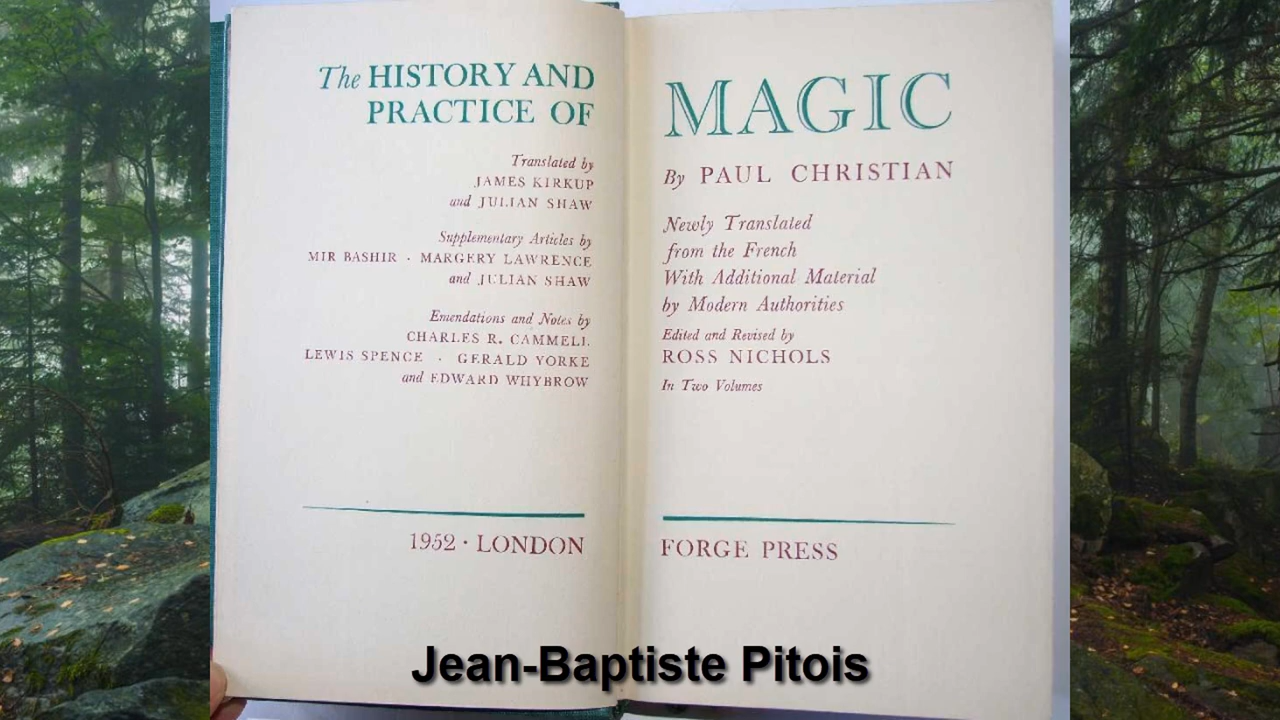 The HISTORY AND
PRACTICE OF
Translated by
JAMES KIRKUP
and JULIAN SHAW
Supplementary Articles by
MIR BASHIR · MARGERY LAWRENCE
and JULIAN SHAW
Emendations and Notes by
CHARLES R. CAMMELL
LEWIS SPENCE · GERALD YORKE
and EDWARD WHYBROW
1952 · LONDON
MAGIC
By PAUL CHRISTIAN
Newly Translated
from the French
With Additional Material
by Modern Authorities
Edited and Revised by
ROSS NICHOLS
In Two Volumes
FORGE PRESS
Jean-Baptiste Pitois